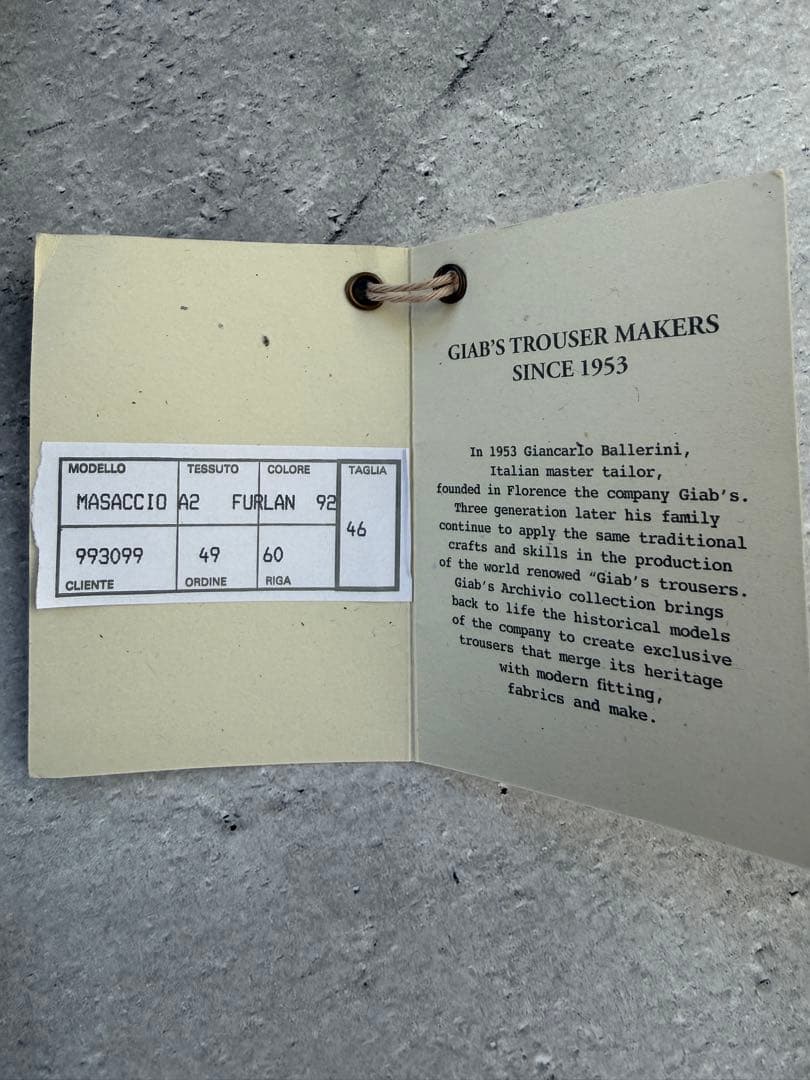 MODELLO TESSUTO COLORE TAGLIA
MASACCIO A2 FURLAN 92
46
993099 49 60
CLIENTE ORDINE RIGA
GIAB'S TROUSER MAKERS
SINCE 1953
In 1953 Giancarlo Ballerini,
Italian master tailor,
founded in Florence the company Giab's.
Three generation later his family
continue to apply the same traditional
crafts and skills in the production
of the world renowned "Giab's trousers.
Giab's Archivio collection brings
back to life the historical models
of the company to create exclusive
trousers that merge its heritage
with modern fitting,
fabrics and make.